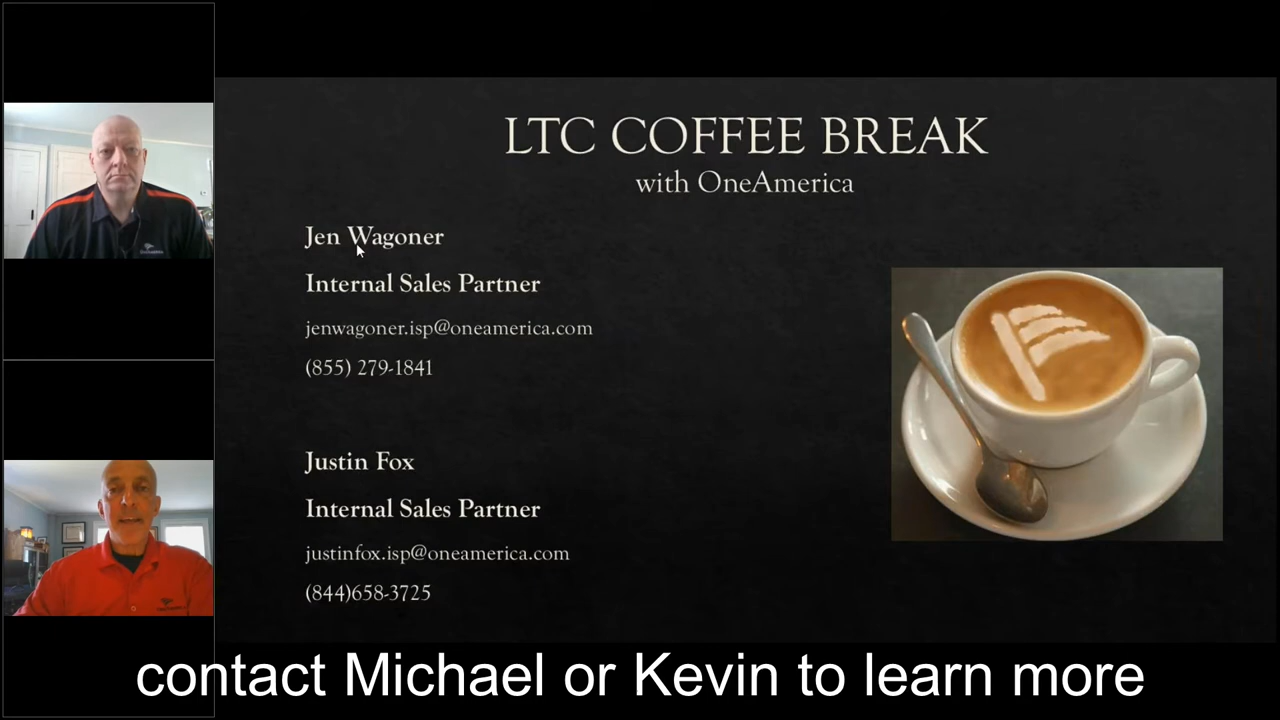 LTC COFFEE BREAK
with OneAmerica
Jen Wagoner
Internal Sales Partner
jenwagoner.isp@oneamerica.com
(855) 279-1841
Justin Fox
Internal Sales Partner
justinfox.isp@oneamerica.com
(844)658-3725
contact Michael or Kevin to learn more